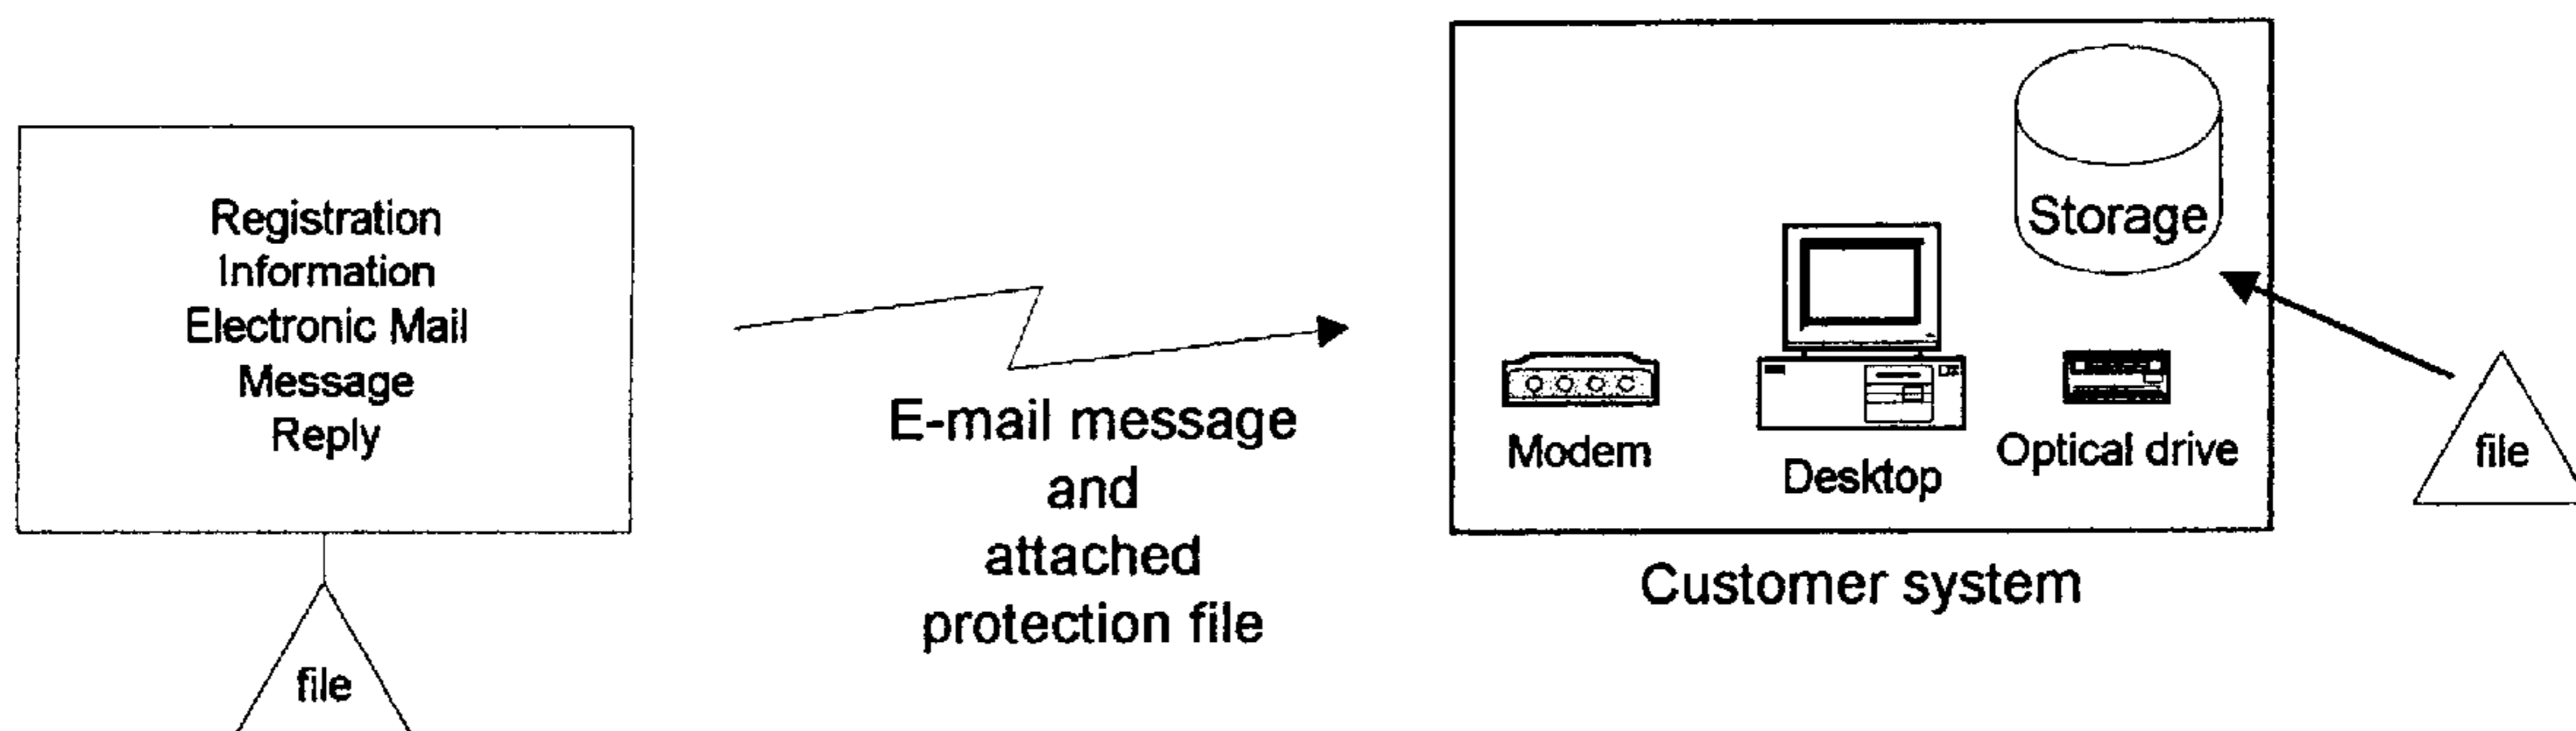 Registration
Information
Electronic Mail
Message
Reply
file
E-mail message
and
attached
protection file
Storage
Modem
Desktop
Optical drive
Customer system
file